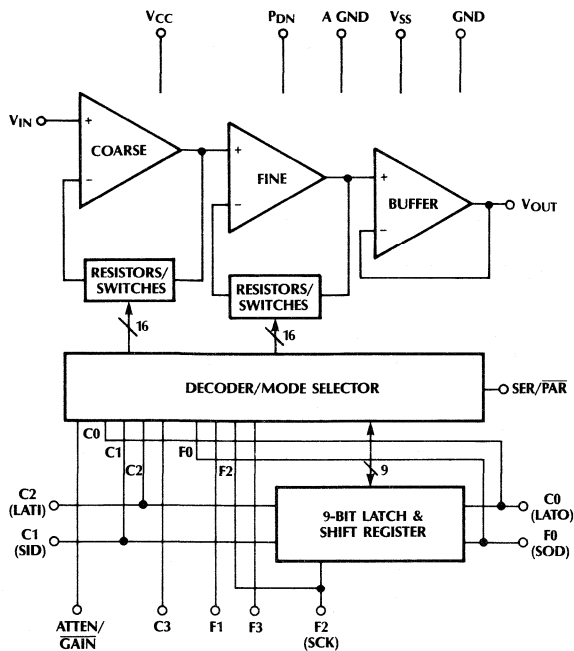 VCC
PDN
A GND
VSS
GND
VIN
+
COARSE
−
+
FINE
−
+
BUFFER
−
VOUT
RESISTORS/
SWITCHES
RESISTORS/
SWITCHES
16
16
DECODER/MODE SELECTOR
SER/P̅A̅R̅
C0
C1
C2
F0
F2
9
C2
(LATI)
9-BIT LATCH &
SHIFT REGISTER
C0
(LATO)
C1
(SID)
F0
(SOD)
ATTEN/
G̅A̅I̅N̅
C3
F1
F3
F2
(SCK)